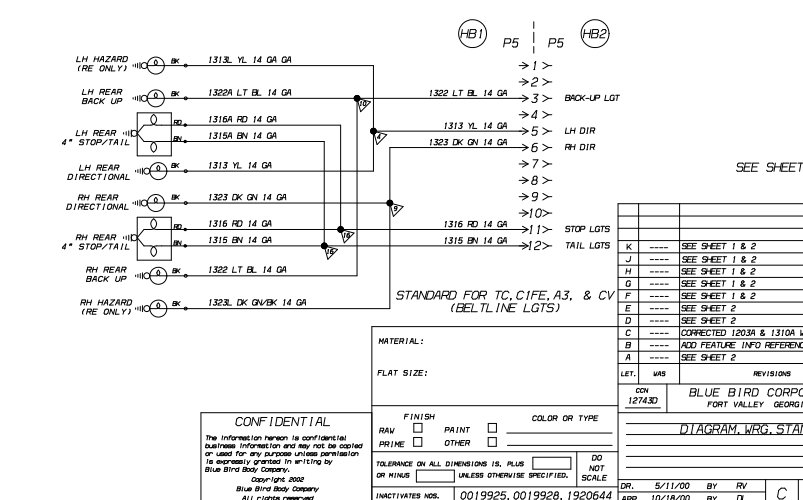 HB1 P5 P5 HB2
LH HAZARD
(RE ONLY)
BK 1313L YL 14 GA GA
1
2
LH REAR
BACK UP
BK 1322A LT BL 14 GA
10
1322 LT BL 14 GA 3 BACK-UP LGT
4
RD 1316A RD 14 GA
LH REAR
4" STOP/TAIL
BN 1315A BN 14 GA
4
1313 YL 14 GA 5 LH DIR
1323 DK GN 14 GA 6 RH DIR
LH REAR
DIRECTIONAL
BK 1313 YL 14 GA
7
8
RH REAR
DIRECTIONAL
BK 1323 DK GN 14 GA
9
9
10
RH REAR
4" STOP/TAIL
RD 1316 RD 14 GA
16
1316 RD 14 GA 11 STOP LGTS
BN 1315 BN 14 GA
16
1315 BN 14 GA 12 TAIL LGTS
RH REAR
BACK UP
BK 1322 LT BL 14 GA
RH HAZARD
(RE ONLY)
BK 1323L DK GN/BK 14 GA
STANDARD FOR TC,C1FE,A3, & CV
(BELTLINE LGTS)
SEE SHEET
K ---- SEE SHEET 1 & 2
J ---- SEE SHEET 1 & 2
H ---- SEE SHEET 1 & 2
G ---- SEE SHEET 1 & 2
F ---- SEE SHEET 1 & 2
E ---- SEE SHEET 2
D ---- SEE SHEET 2
C ---- CORRECTED 1203A & 1310A W
B ---- ADD FEATURE INFO REFERENC
A ---- SEE SHEET 2
LET. WAS REVISIONS
MATERIAL:
FLAT SIZE:
CCN
12743D
BLUE BIRD CORPO
FORT VALLEY GEORGI
DIAGRAM,WRG,STAN
FINISH
COLOR OR TYPE
RAW PAINT
PRIME OTHER
TOLERANCE ON ALL DIMENSIONS IS, PLUS
OR MINUS UNLESS OTHERWISE SPECIFIED.
DO
NOT
SCALE
INACTIVATES NOS. 0019925,0019928,1920644
DR. 5/11/00 BY RV
APP. 10/18/00 BY
C
CONFIDENTIAL
The information hereon is confidential
business information and may not be copied
or used for any purpose unless permission
is expressly granted in writing by
Blue Bird Body Company.
Copyright 2002
Blue Bird Body Company
All rights reserved